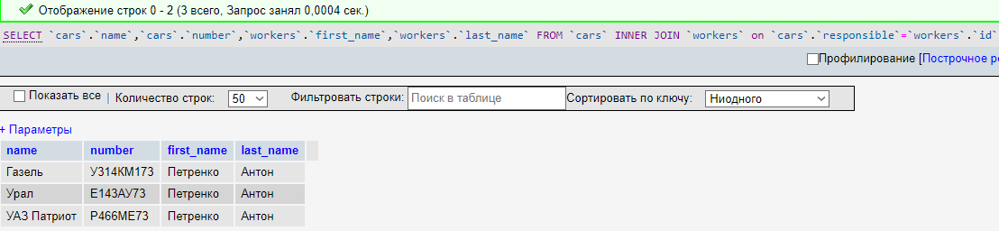 Отображение строк 0 - 2 (3 всего, Запрос занял 0,0004 сек.)
SELECT `cars`.`name`,`cars`.`number`,`workers`.`first_name`,`workers`.`last_name` FROM `cars` INNER JOIN `workers` on `cars`.`responsible`=`workers`.`id`
Профилирование [Построчное ре
Показать все | Количество строк: 50 Фильтровать строки: Поиск в таблице Сортировать по ключу: Ниодного
+ Параметры
name number first_name last_name
Газель У314КМ173 Петренко Антон
Урал Е143АУ73 Петренко Антон
УАЗ Патриот Р466МЕ73 Петренко Антон